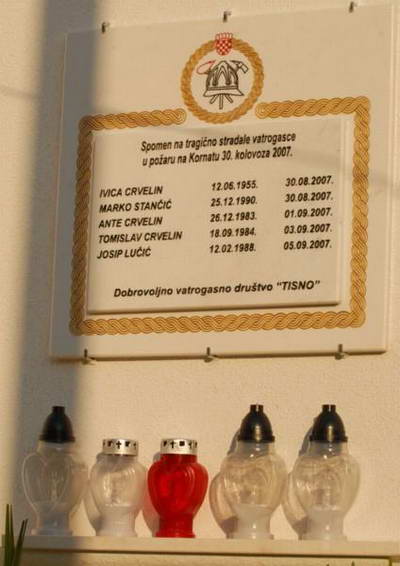 Spomen na tragično stradale vatrogasce
u požaru na Kornatu 30. kolovoza 2007.
IVICA CRVELIN 12.06.1955. 30.08.2007.
MARKO STANČIĆ 25.12.1990. 30.08.2007.
ANTE CRVELIN 26.12.1983. 01.09.2007.
TOMISLAV CRVELIN 18.09.1984. 03.09.2007.
JOSIP LUČIĆ 12.02.1988. 05.09.2007.
Dobrovoljno vatrogasno društvo "TISNO"